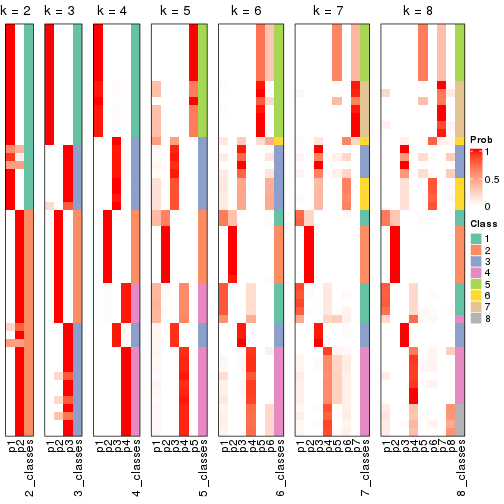 k = 2 k = 3 k = 4 k = 5 k = 6 k = 7 k = 8
Prob
1
0.5
0
Class
1
2
3
4
5
6
7
8
p1
p2
2_classes
p1
p2
p3
3_classes
p1
p2
p3
p4
4_classes
p1
p2
p3
p4
p5
5_classes
p1
p2
p3
p4
p5
p6
6_classes
p1
p2
p3
p4
p5
p6
p7
7_classes
p1
p2
p3
p4
p5
p6
p7
p8
8_classes